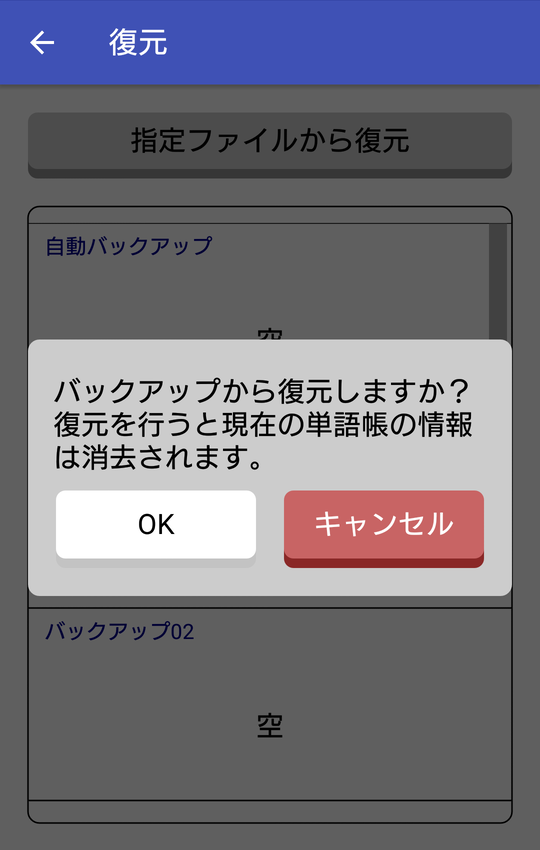 復元
指定ファイルから復元
自動バックアップ
空
バックアップから復元しますか？
復元を行うと現在の単語帳の情報
は消去されます。
OK
キャンセル
バックアップ02
空